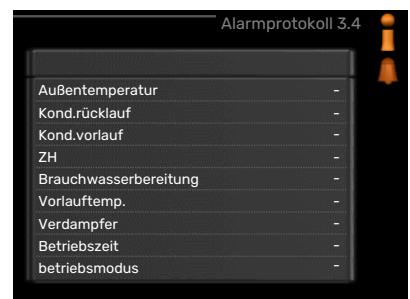 Alarmprotokoll 3.4
Außentemperatur -
Kond.rücklauf -
Kond.vorlauf -
ZH -
Brauchwasserbereitung -
Vorlauftemp. -
Verdampfer -
Betriebszeit -
betriebsmodus -